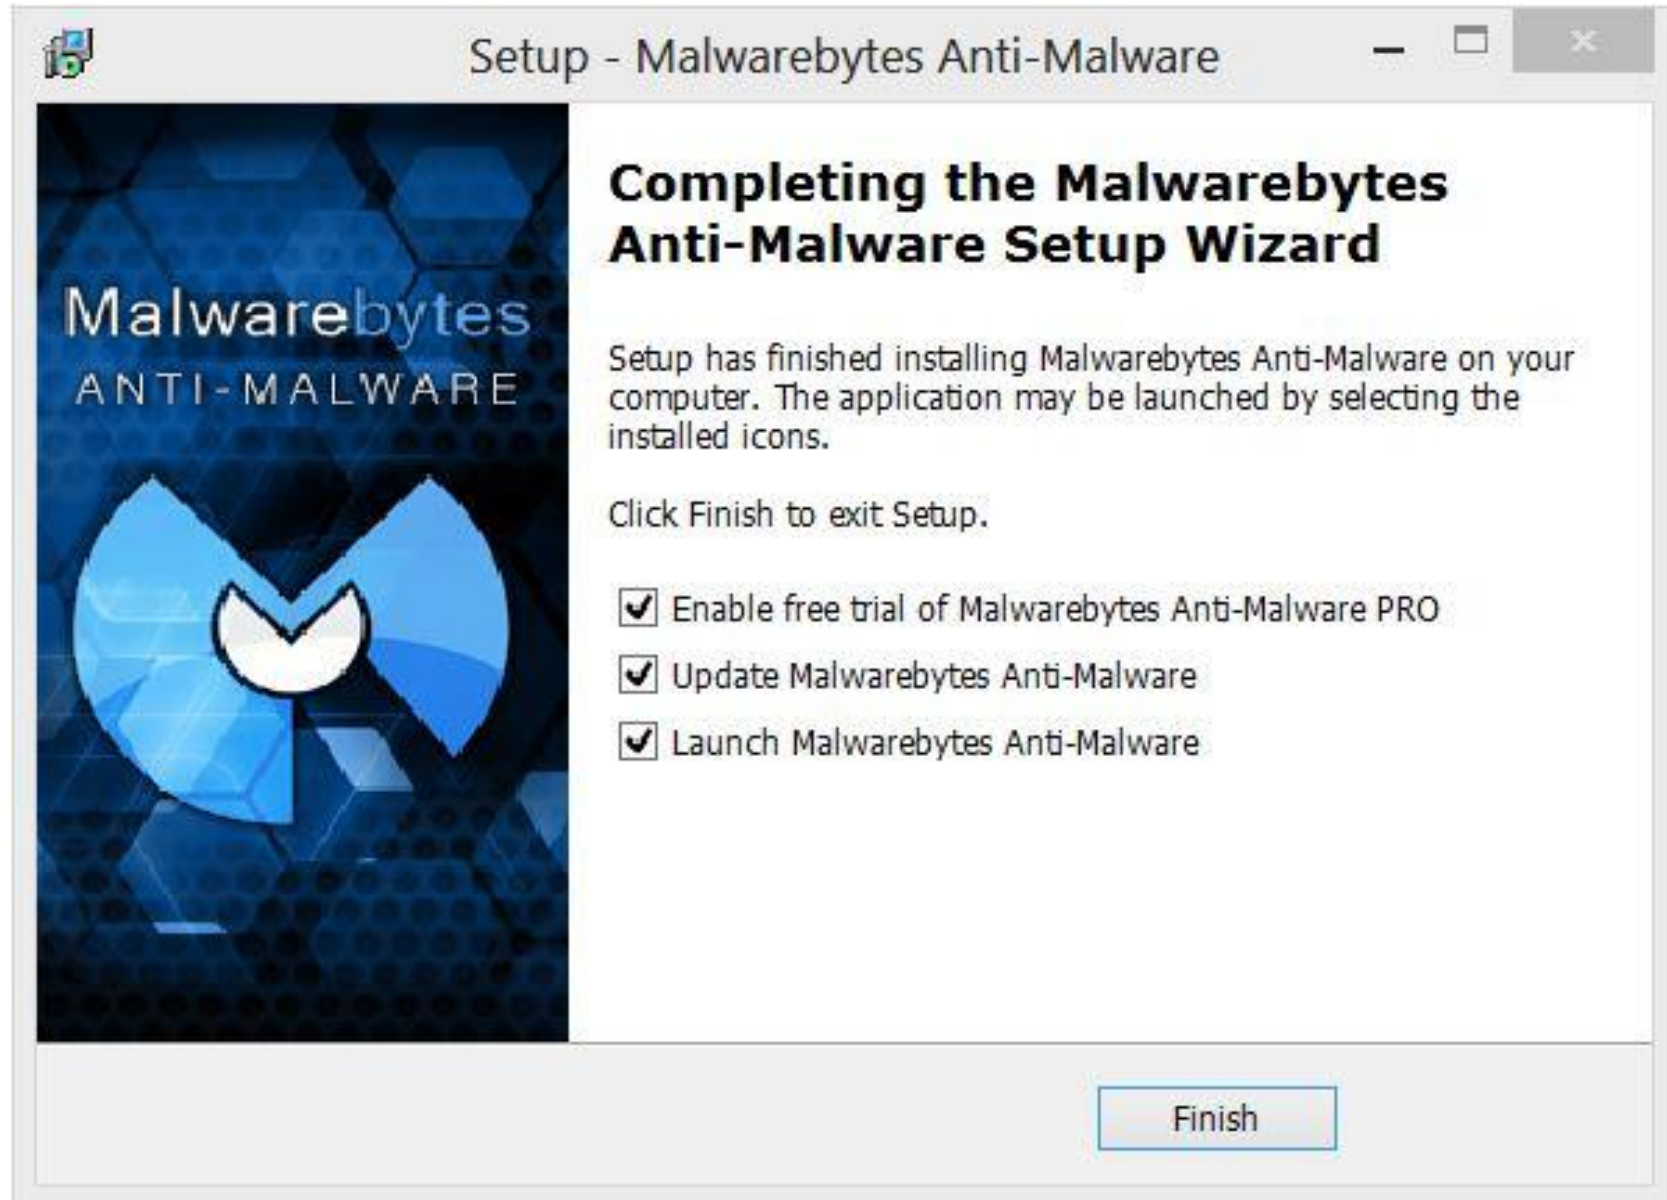 Setup - Malwarebytes Anti-Malware
Malwarebytes
ANTI-MALWARE
Completing the Malwarebytes
Anti-Malware Setup Wizard
Setup has finished installing Malwarebytes Anti-Malware on your
computer. The application may be launched by selecting the
installed icons.
Click Finish to exit Setup.
Enable free trial of Malwarebytes Anti-Malware PRO
Update Malwarebytes Anti-Malware
Launch Malwarebytes Anti-Malware
Finish